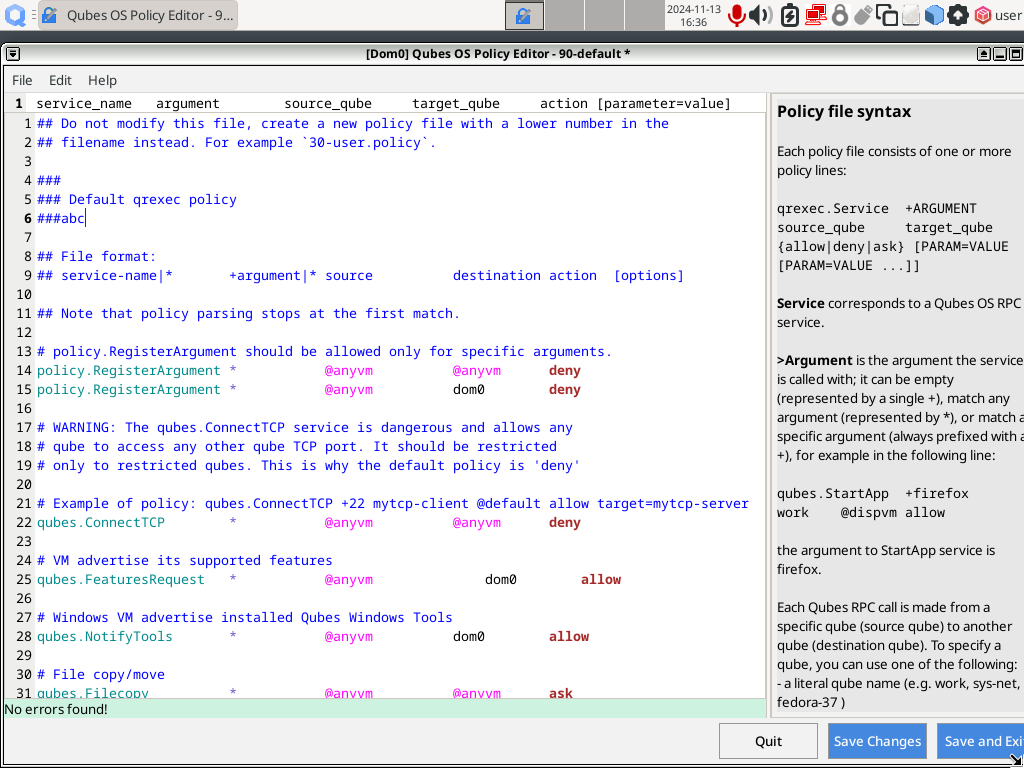 Qubes OS Policy Editor - 9...
2024-11-13
16:36
user
[Dom0] Qubes OS Policy Editor - 90-default *
File Edit Help
1 service_name argument source_qube target_qube action [parameter=value]
1 ## Do not modify this file, create a new policy file with a lower number in the
2 ## filename instead. For example `30-user.policy`.
3
4 ###
5 ### Default qrexec policy
6 ###abc
7
8 ## File format:
9 ## service-name|* +argument|* source destination action [options]
10
11 ## Note that policy parsing stops at the first match.
12
13 # policy.RegisterArgument should be allowed only for specific arguments.
14 policy.RegisterArgument * @anyvm @anyvm deny
15 policy.RegisterArgument * @anyvm dom0 deny
16
17 # WARNING: The qubes.ConnectTCP service is dangerous and allows any
18 # qube to access any other qube TCP port. It should be restricted
19 # only to restricted qubes. This is why the default policy is 'deny'
20
21 # Example of policy: qubes.ConnectTCP +22 mytcp-client @default allow target=mytcp-server
22 qubes.ConnectTCP * @anyvm @anyvm deny
23
24 # VM advertise its supported features
25 qubes.FeaturesRequest * @anyvm dom0 allow
26
27 # Windows VM advertise installed Qubes Windows Tools
28 qubes.NotifyTools * @anyvm dom0 allow
29
30 # File copy/move
31 qubes.Filecopy * @anyvm @anyvm ask
No errors found!
Policy file syntax
Each policy file consists of one or more
policy lines:
qrexec.Service +ARGUMENT
source_qube target_qube
{allow|deny|ask} [PARAM=VALUE
[PARAM=VALUE ...]]
Service corresponds to a Qubes OS RPC
service.
>Argument is the argument the service
is called with; it can be empty
(represented by a single +), match any
argument (represented by *), or match a
specific argument (always prefixed with a
+), for example in the following line:
qubes.StartApp +firefox
work @dispvm allow
the argument to StartApp service is
firefox.
Each Qubes RPC call is made from a
specific qube (source qube) to another
qube (destination qube). To specify a
qube, you can use one of the following:
- a literal qube name (e.g. work, sys-net,
fedora-37 )
Quit
Save Changes
Save and Exi